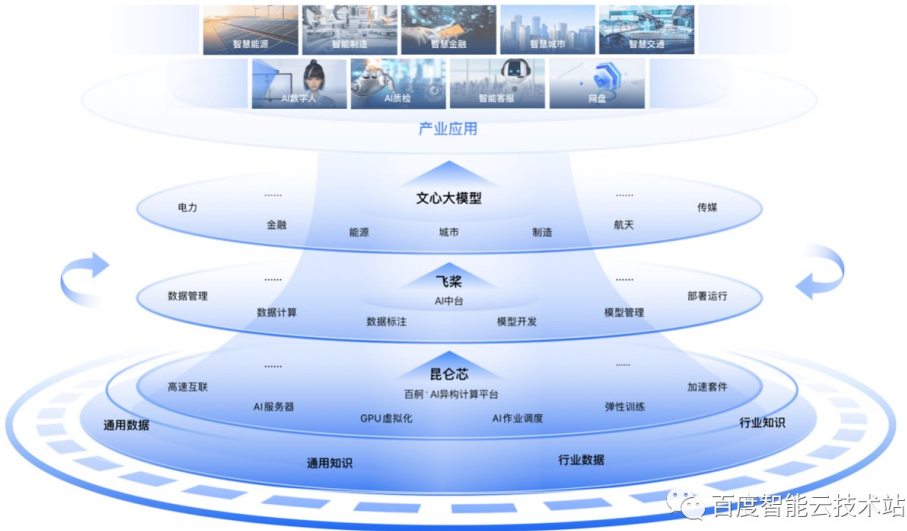 智慧能源
智能制造
智慧金融
智慧城市
智慧交通
AI数字人
AI质检
智能客服
网盘
产业应用
文心大模型
电力
......
金融
能源
城市
制造
......
航天
传媒
飞桨
AI中台
数据管理
......
数据计算
数据标注
模型开发
......
模型管理
部署运行
昆仑芯
百舸·AI异构计算平台
高速互联
......
AI服务器
GPU虚拟化
AI作业调度
......
弹性训练
加速套件
通用数据
通用知识
行业数据
行业知识
百度智能云技术站